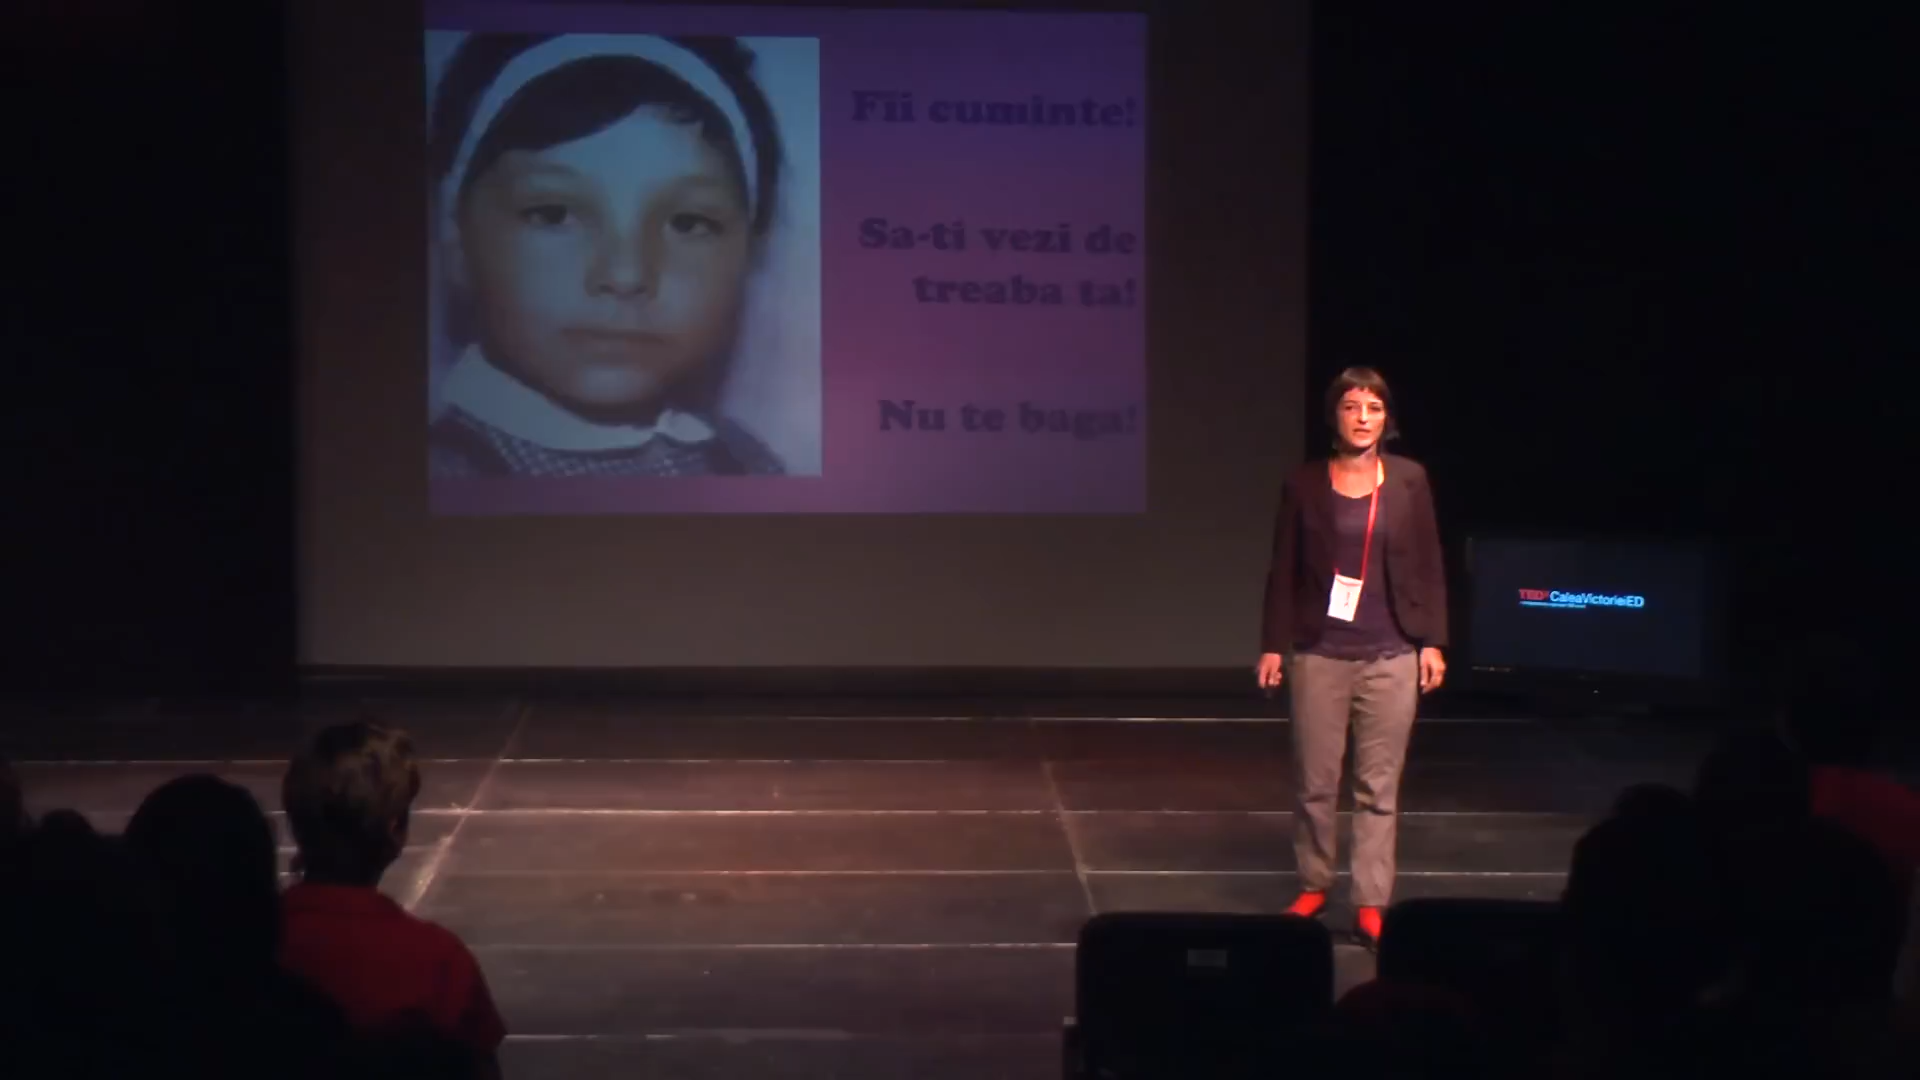 Fii cuminte!
Sa-ti vezi de
treaba ta!
Nu te baga!
TEDxCaleaVictorieiED